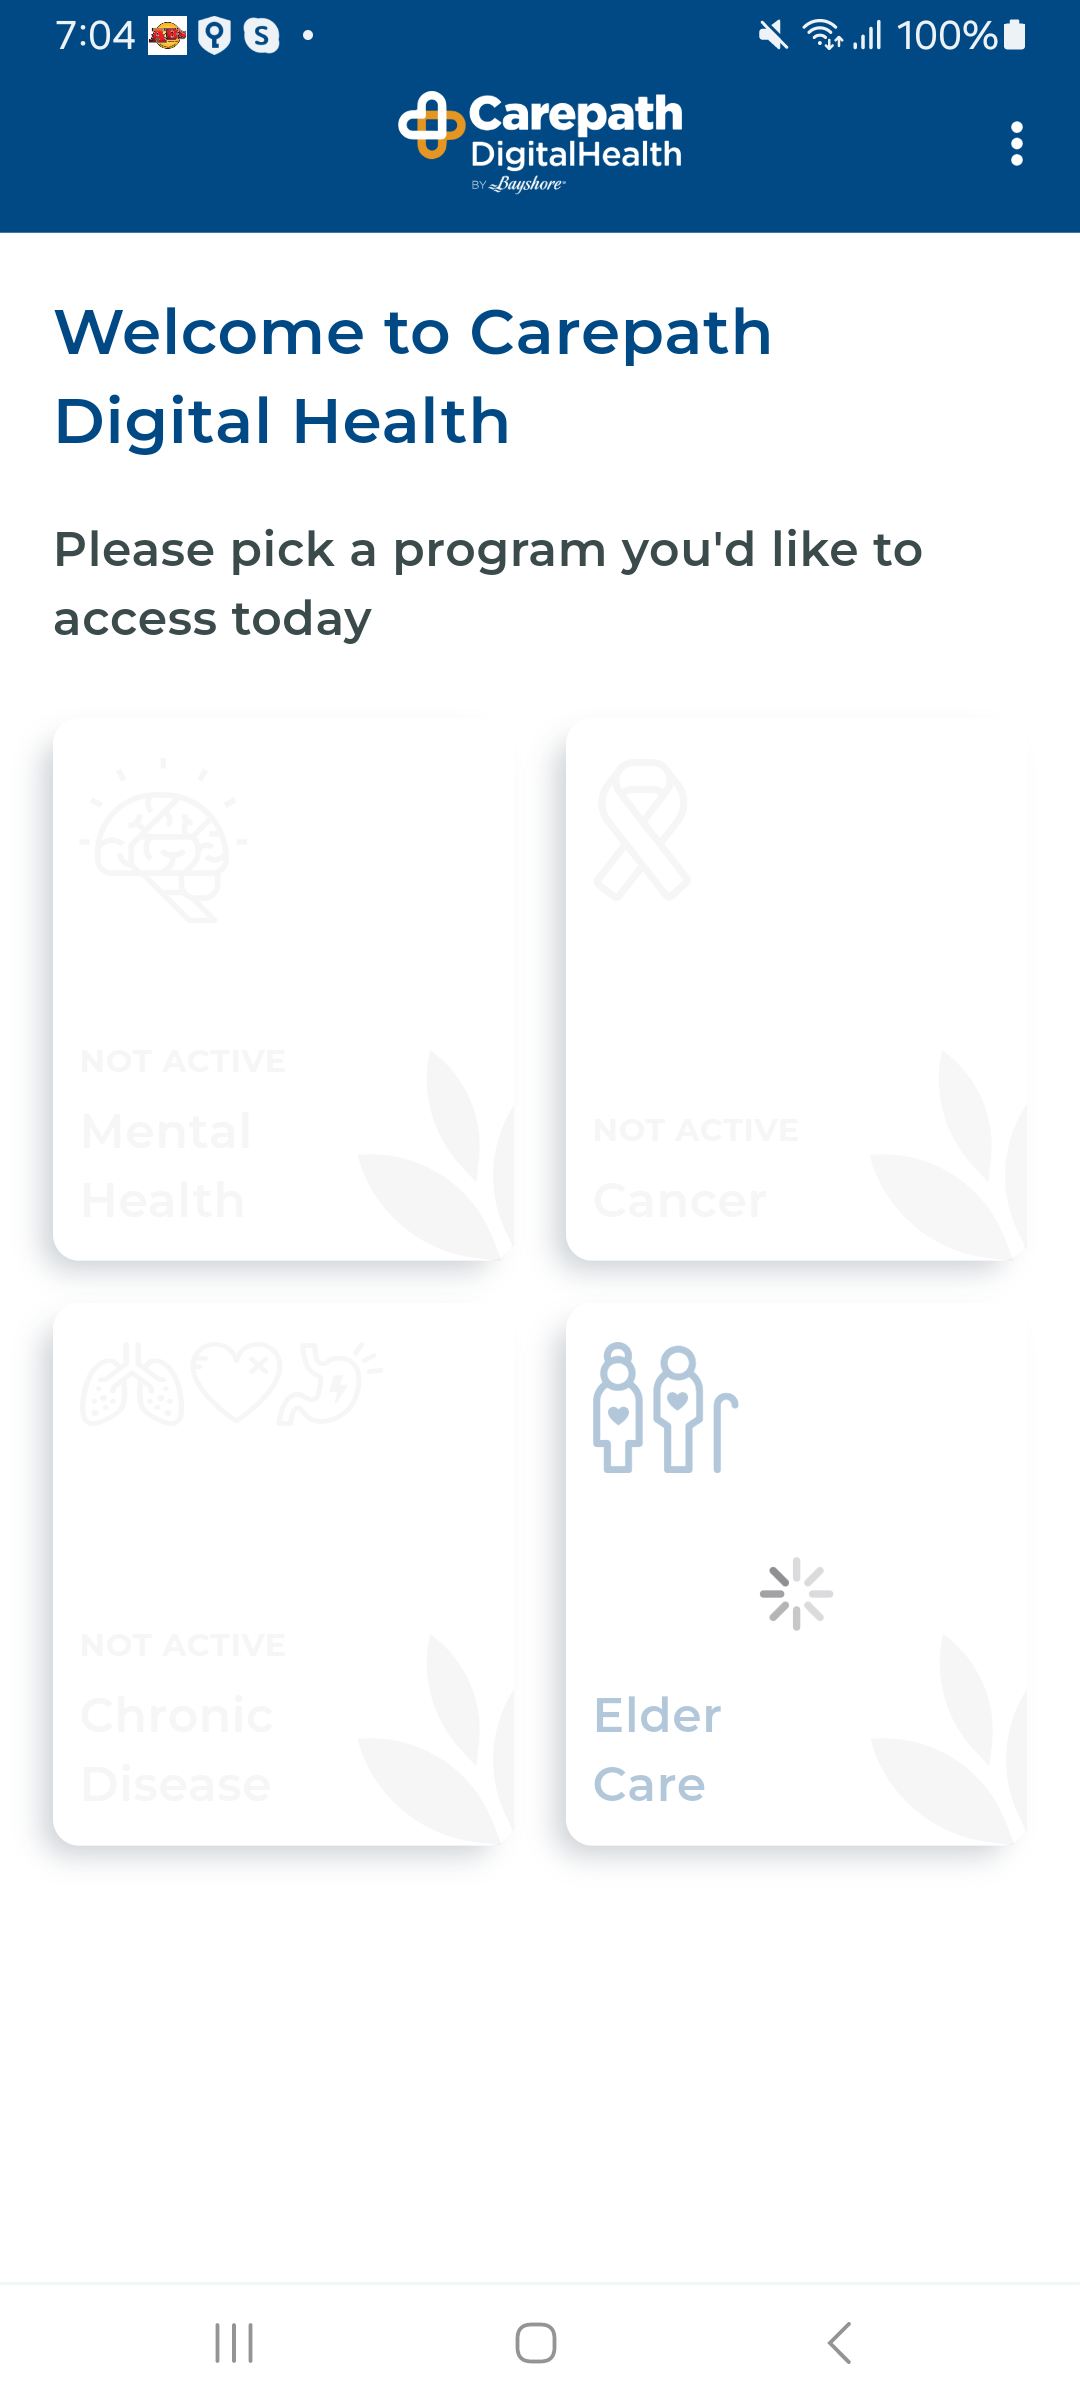 7:04
S
100%
Carepath
DigitalHealth
BY Bayshore
Welcome to Carepath
Digital Health
Please pick a program you'd like to
access today
NOT ACTIVE
Mental
Health
NOT ACTIVE
Cancer
NOT ACTIVE
Chronic
Disease
Elder
Care